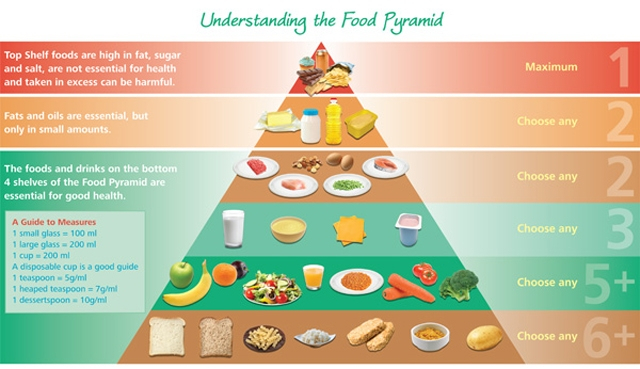 Understanding the Food Pyramid
Top Shelf foods are high in fat, sugar
and salt, are not essential for health
and taken in excess can be harmful.
Maximum 1
Fats and oils are essential, but
only in small amounts.
Choose any 2
The foods and drinks on the bottom
4 shelves of the Food Pyramid are
essential for good health.
Choose any 2
A Guide to Measures
1 small glass = 100 ml
1 large glass = 200 ml
1 cup = 200 ml
A disposable cup is a good guide
1 teaspoon = 5g/ml
1 heaped teaspoon = 7g/ml
1 dessertspoon = 10g/ml
Choose any 3
Choose any 5+
Choose any 6+